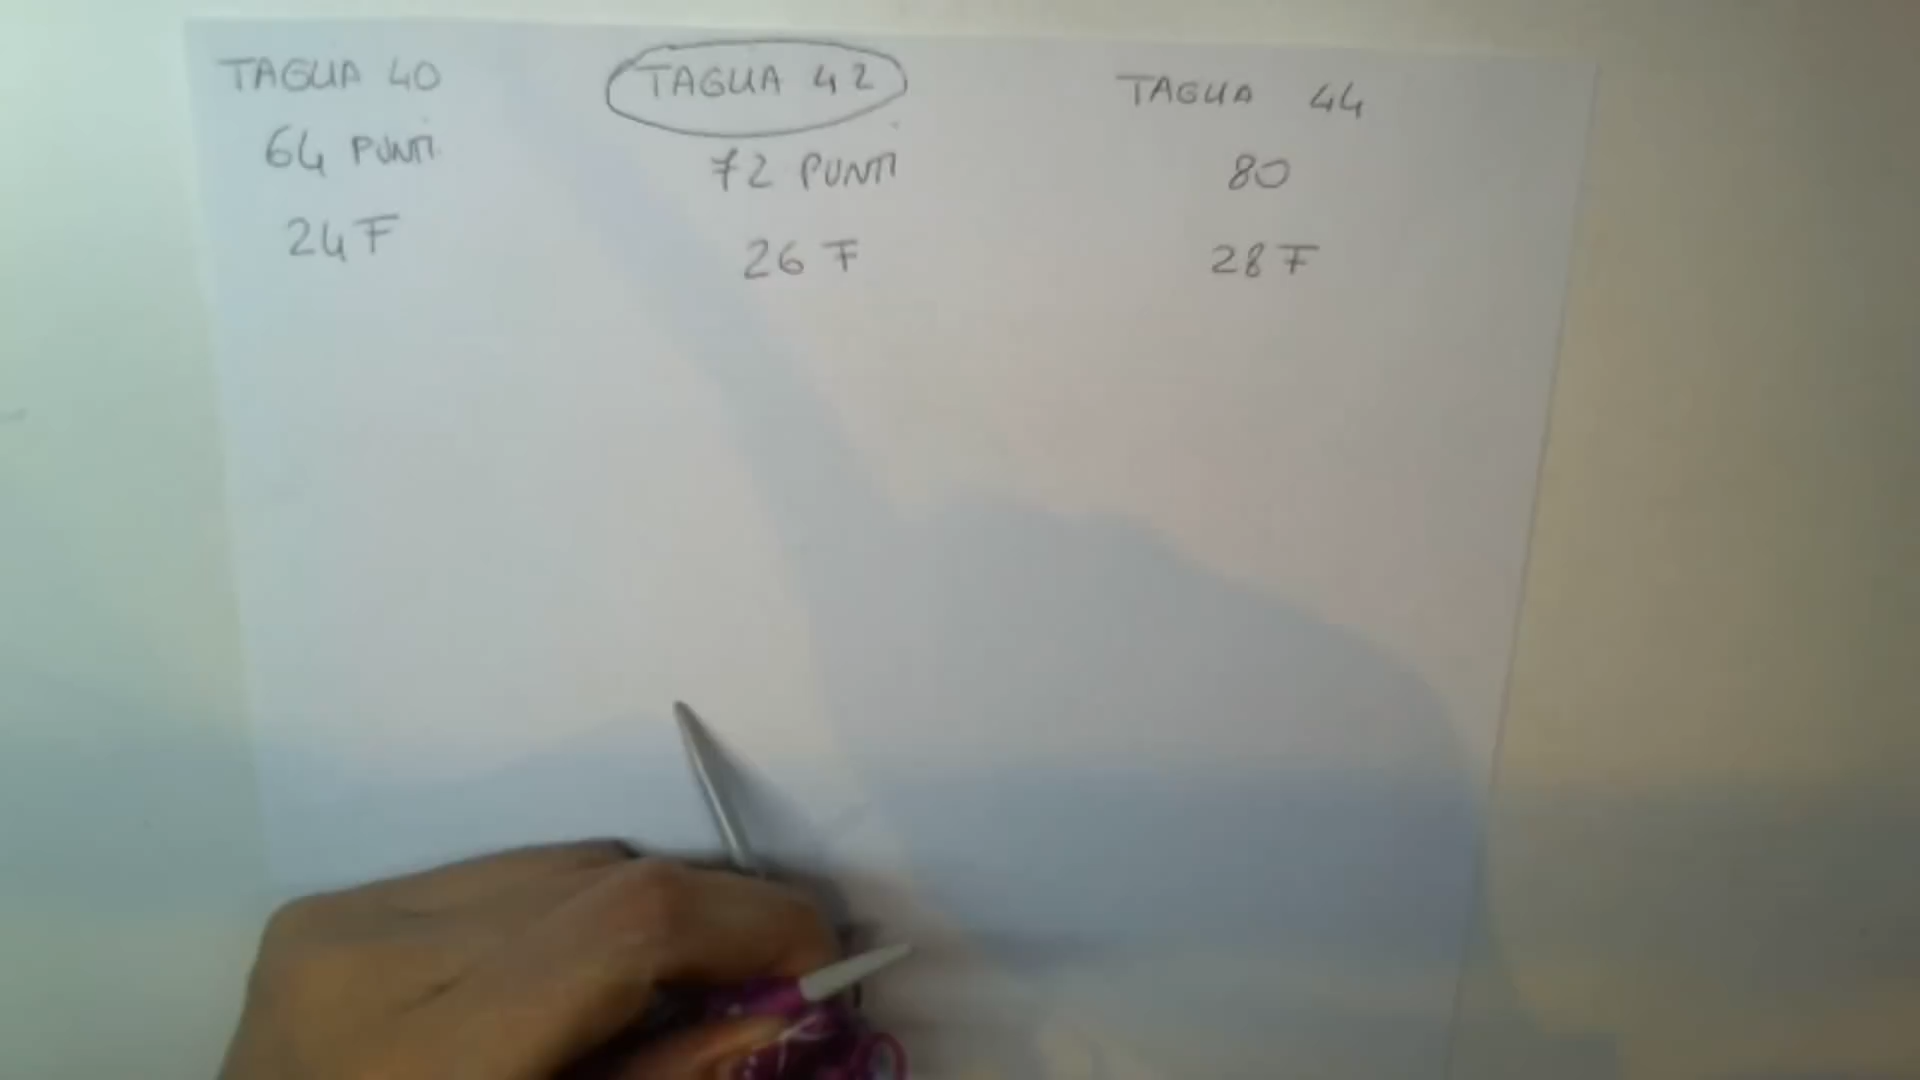 TAGLIA 40
64 PUNTI
24 F
TAGLIA 42
72 PUNTI
26 F
TAGLIA 44
80
28 F